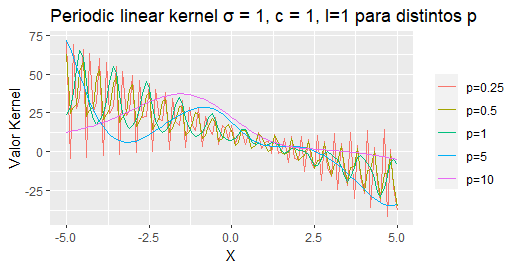 Periodic linear kernel σ = 1, c = 1, l=1 para distintos p
Valor Kernel
75
50
25
0
-25
-5.0
-2.5
0.0
2.5
5.0
X
p=0.25
p=0.5
p=1
p=5
p=10